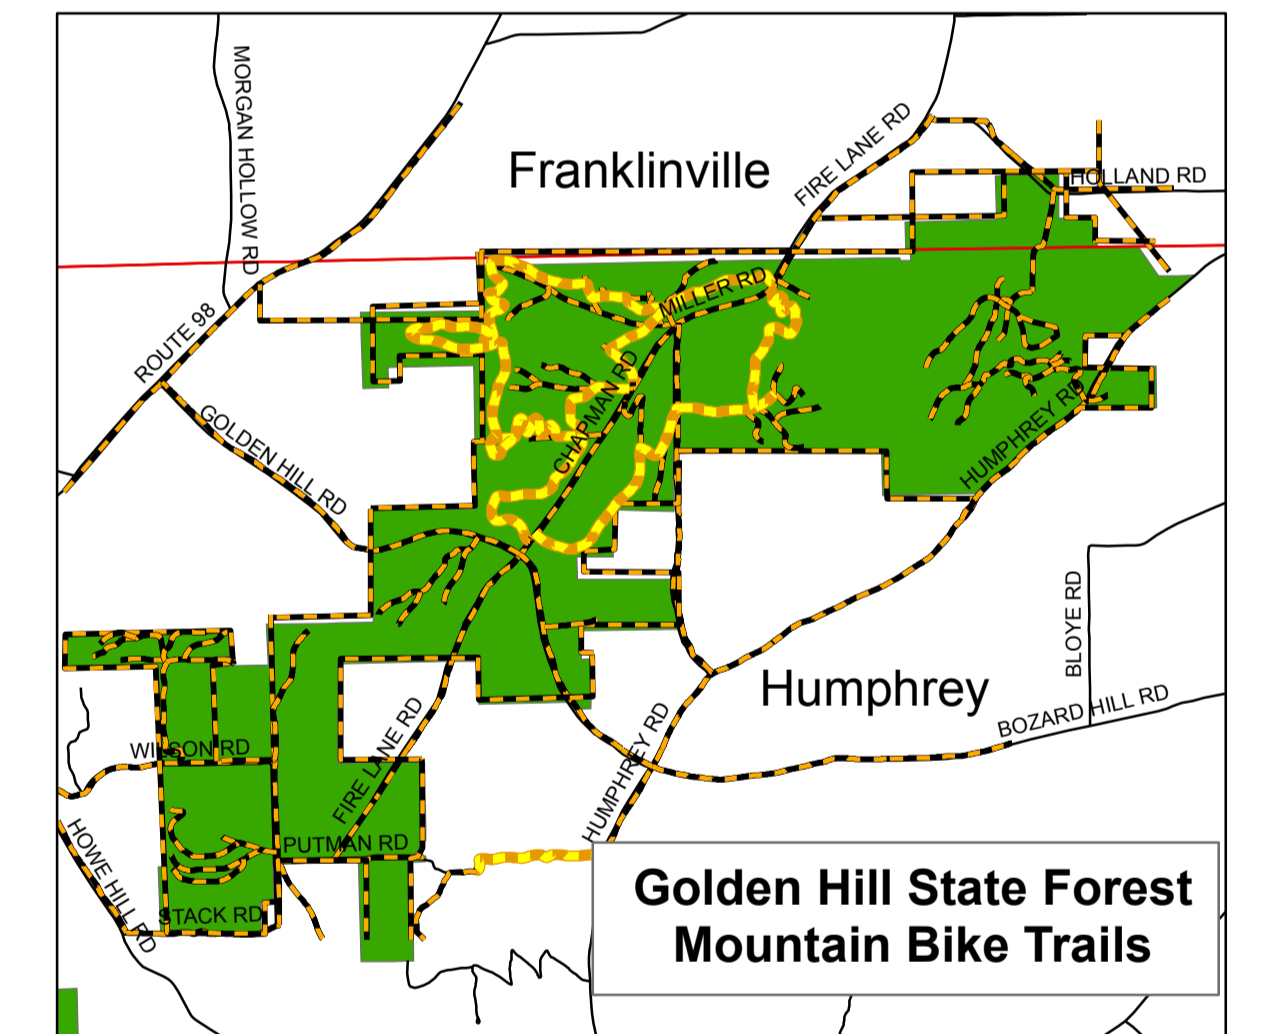 MORGAN HOLLOW RD
Franklinville
FIRE LANE RD
HOLLAND RD
MILLER RD
ROUTE 98
GOLDEN HILL RD
CHAPMAN RD
HUMPHREY RD
BLOYE RD
Humphrey
BOZARD HILL RD
WILSON RD
FIRE LANE RD
HUMPHREY RD
HOWE HILL RD
PUTMAN RD
STACK RD
Golden Hill State Forest
Mountain Bike Trails